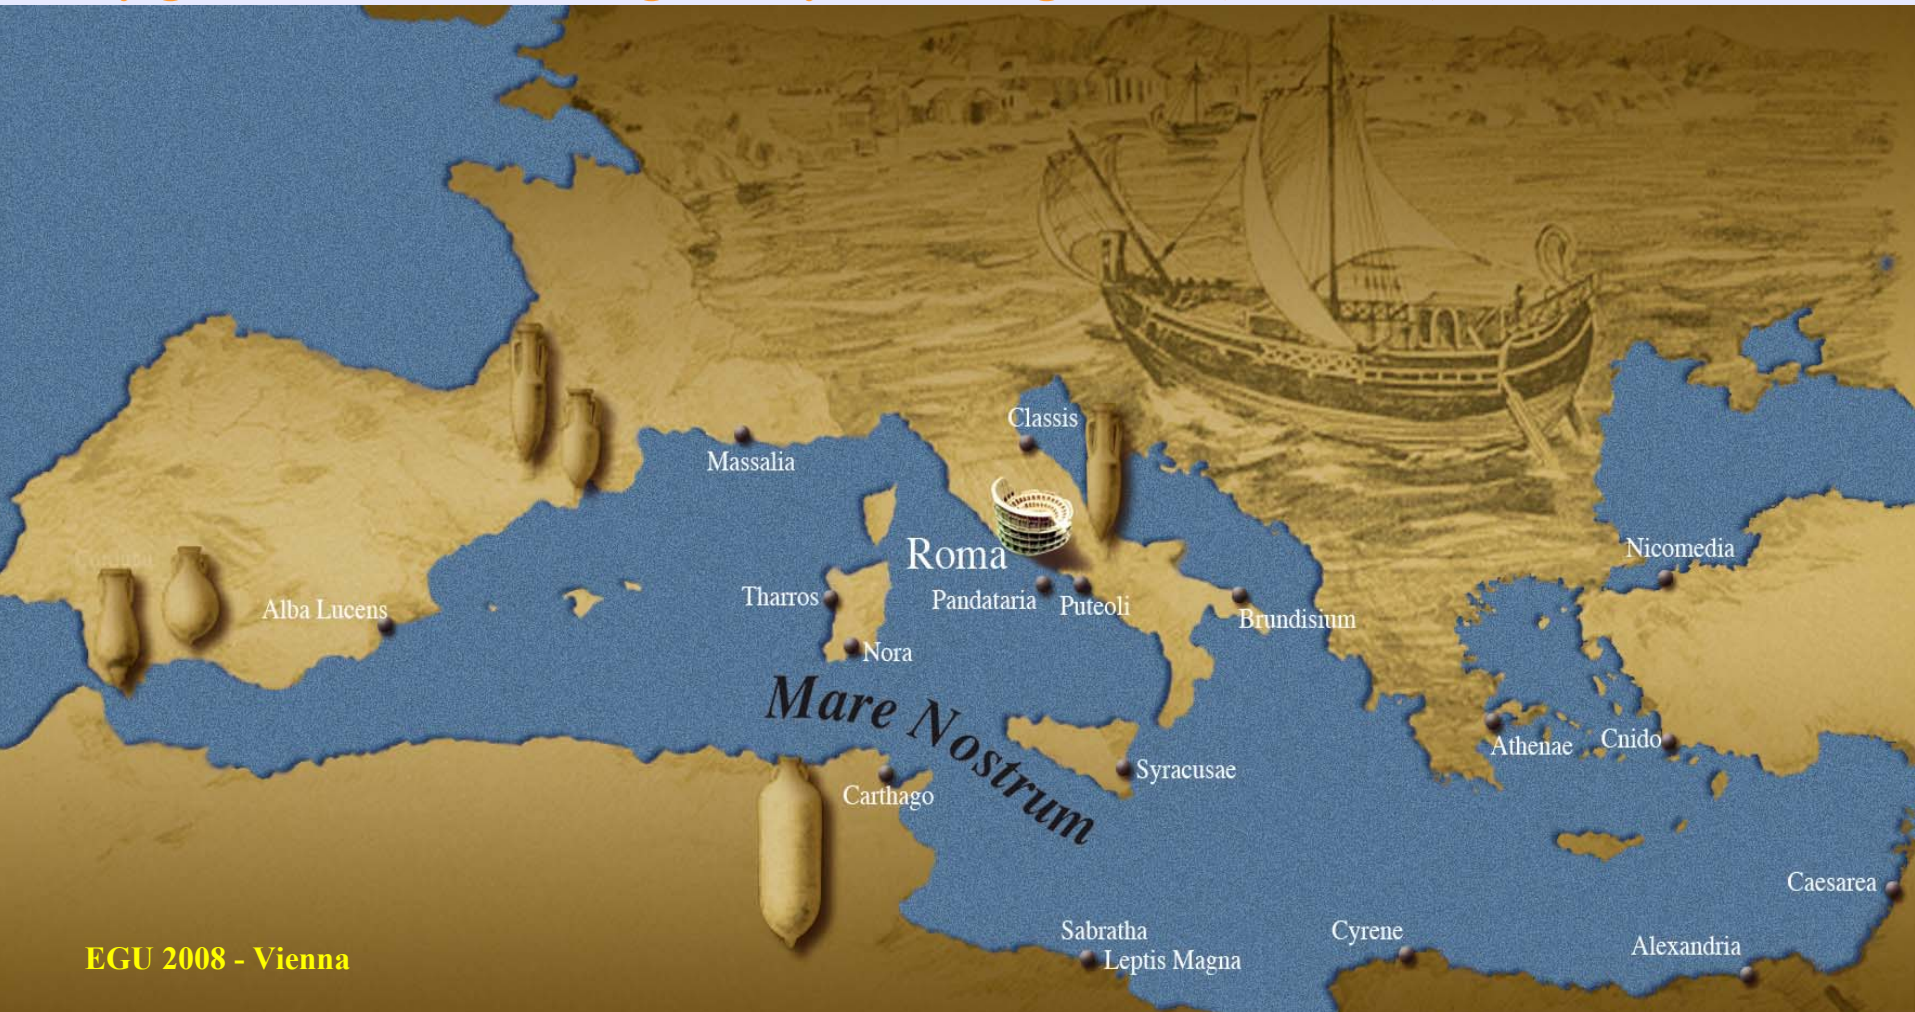 Classis
Massalia
Roma
Nicomedia
Tharros
Pandataria
Puteoli
Alba Lucens
Brundisium
Nora
Mare Nostrum
Athenae
Cnido
Syracusae
Carthago
Caesarea
Sabratha
Leptis Magna
Cyrene
Alexandria
EGU 2008 - Vienna